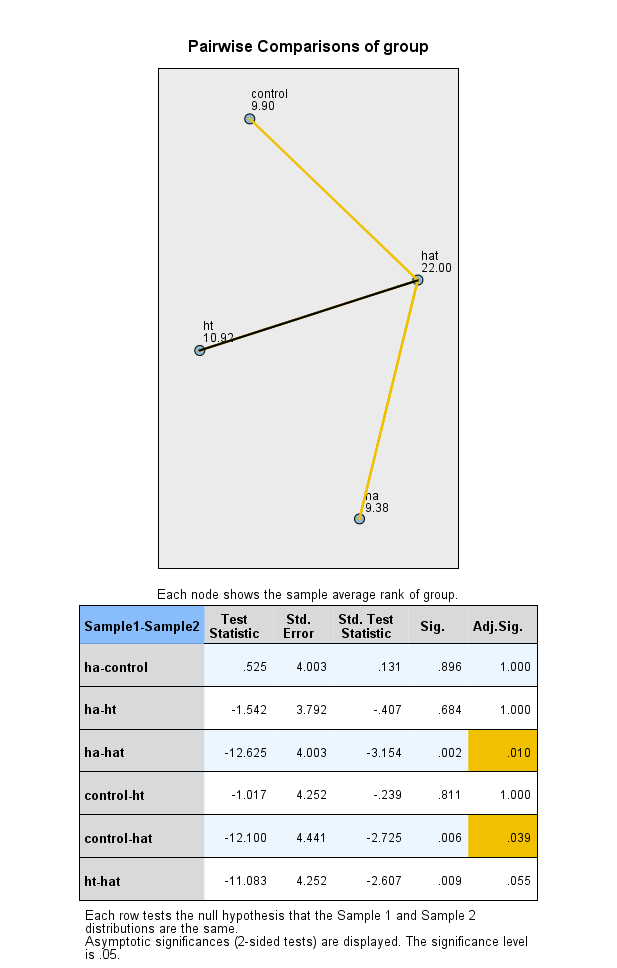 Pairwise Comparisons of group
control
9.90
hat
22.00
ht
10.92
ha
9.38
Each node shows the sample average rank of group.
Sample1-Sample2 Test Statistic Std. Error Std. Test Statistic Sig. Adj.Sig.
ha-control .525 4.003 .131 .896 1.000
ha-ht -1.542 3.792 -.407 .684 1.000
ha-hat -12.625 4.003 -3.154 .002 .010
control-ht -1.017 4.252 -.239 .811 1.000
control-hat -12.100 4.441 -2.725 .006 .039
ht-hat -11.083 4.252 -2.607 .009 .055
Each row tests the null hypothesis that the Sample 1 and Sample 2
distributions are the same.
Asymptotic significances (2-sided tests) are displayed. The significance level
is .05.